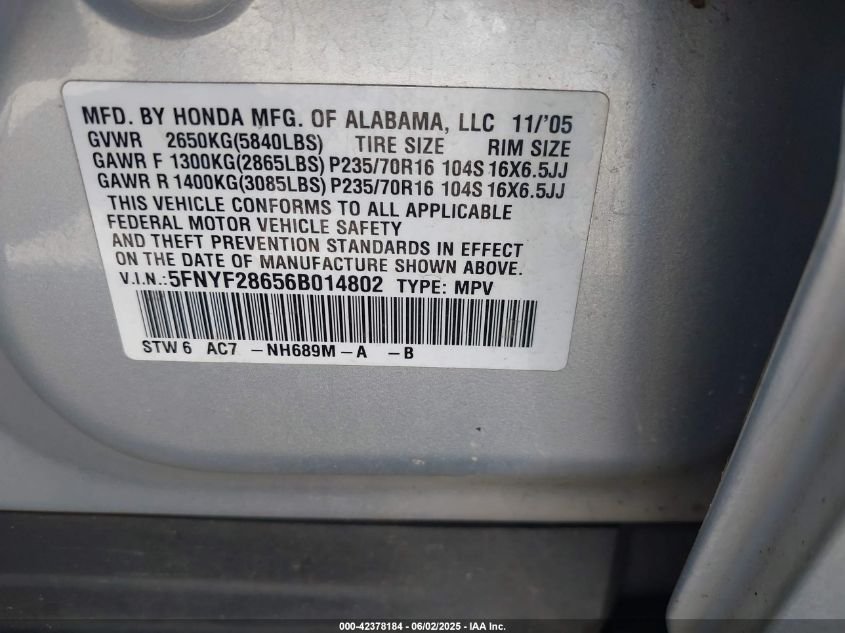 MFD. BY HONDA MFG. OF ALABAMA, LLC 11/'05
GVWR 2650KG(5840LBS) TIRE SIZE RIM SIZE
GAWR F 1300KG(2865LBS) P235/70R16 104S 16X6.5JJ
GAWR R 1400KG(3085LBS) P235/70R16 104S 16X6.5JJ
THIS VEHICLE CONFORMS TO ALL APPLICABLE
FEDERAL MOTOR VEHICLE SAFETY
AND THEFT PREVENTION STANDARDS IN EFFECT
ON THE DATE OF MANUFACTURE SHOWN ABOVE.
V.I.N.:5FNYF28656B014802 TYPE: MPV
STW6 AC7 -NH689M-A -B
000-42378184 - 06/02/2025 - IAA Inc.